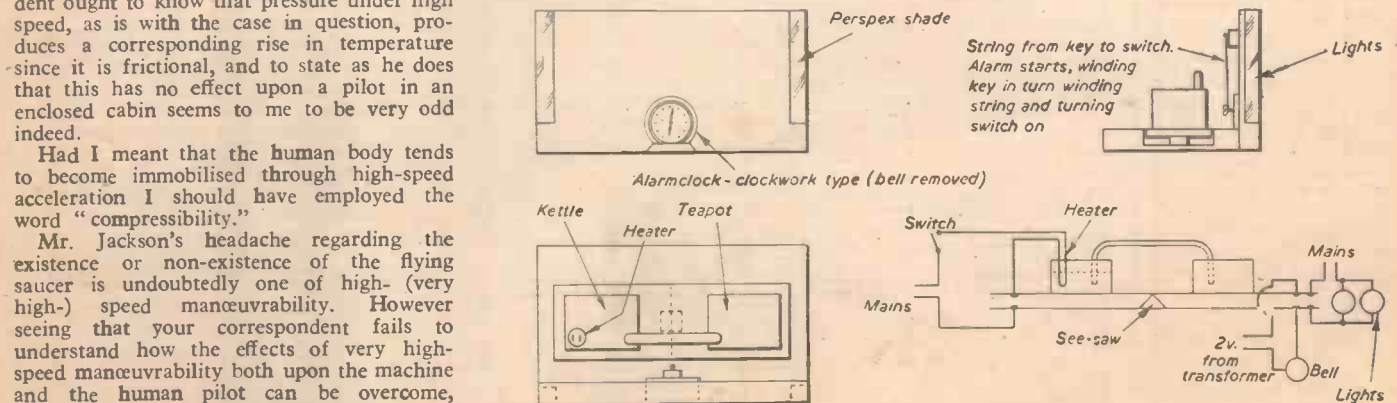 dent ought to know that pressure under high
speed, as is with the case in question, pro-
duces a corresponding rise in temperature
since it is frictional, and to state as he does
that this has no effect upon a pilot in an
enclosed cabin seems to me to be very odd
indeed.
Had I meant that the human body tends
to become immobilised through high-speed
acceleration I should have employed the
word “ compressibility.”
Mr. Jackson's headache regarding the
existence or non-existence of the flying
saucer is undoubtedly one of high- (very
high-) speed manœuvrability. However
seeing that your correspondent fails to
understand how the effects of very high-
speed manœuvrability both upon the machine
and the human pilot can be overcome,
Perspex shade
Alarmclock - clockwork type (bell removed)
String from key to switch.
Alarm starts, winding
key in turn winding
string and turning
switch on
Lights
Kettle
Teapot
Heater
Switch
Heater
Mains
Mains
See-saw
2v.
from
transformer
Bell
Lights